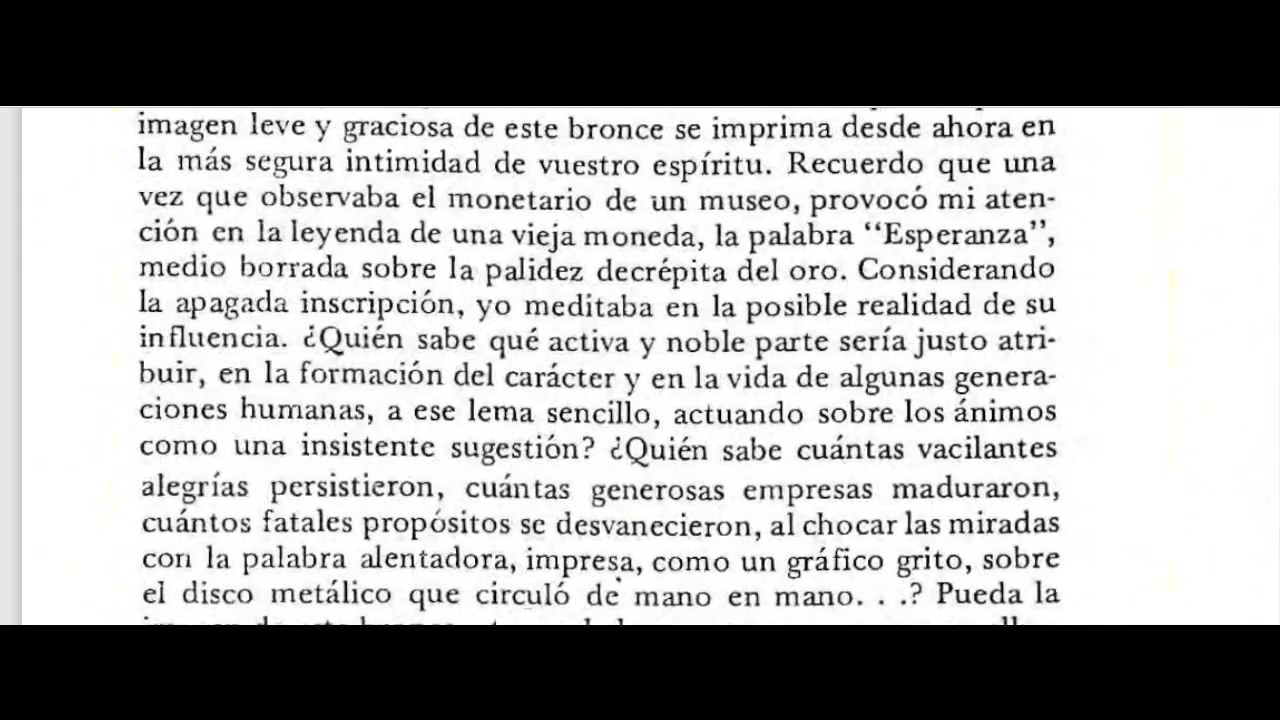 imagen leve y graciosa de este bronce se imprima desde ahora en
la más segura intimidad de vuestro espíritu. Recuerdo que una
vez que observaba el monetario de un museo, provocó mi aten-
ción en la leyenda de una vieja moneda, la palabra “Esperanza”,
medio borrada sobre la palidez decrépita del oro. Considerando
la apagada inscripción, yo meditaba en la posible realidad de su
influencia. ¿Quién sabe qué activa y noble parte sería justo atri-
buir, en la formación del carácter y en la vida de algunas genera-
ciones humanas, a ese lema sencillo, actuando sobre los ánimos
como una insistente sugestión? ¿Quién sabe cuántas vacilantes
alegrías persistieron, cuántas generosas empresas maduraron,
cuántos fatales propósitos se desvanecieron, al chocar las miradas
con la palabra alentadora, impresa, como un gráfico grito, sobre
el disco metálico que circuló de mano en mano. . .? Pueda la